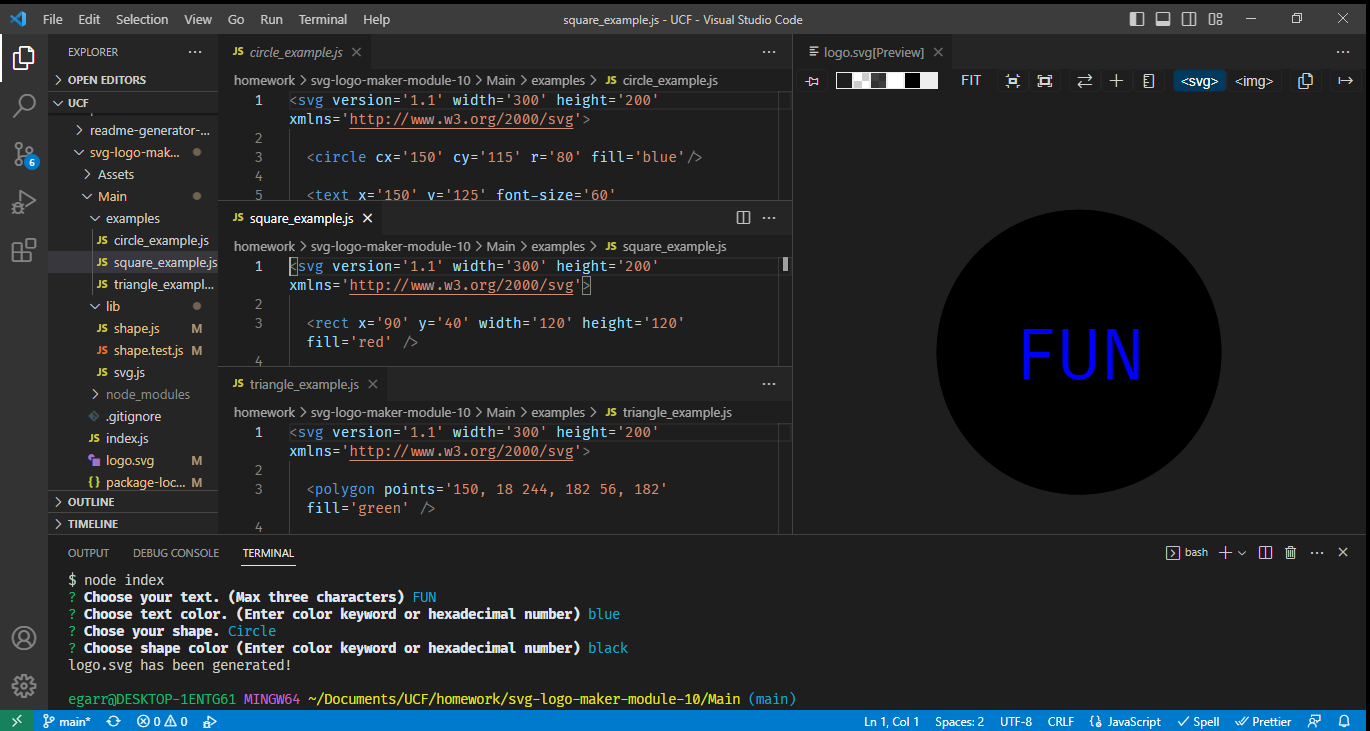 File Edit Selection View Go Run Terminal Help square_example.js - UCF - Visual Studio Code
EXPLORER
OPEN EDITORS
UCF
readme-generator-...
svg-logo-mak...
Assets
Main
examples
JS circle_example.js
JS square_example.js
JS triangle_exampl...
lib
JS shape.js M
JS shape.test.js M
JS svg.js
node_modules
.gitignore
JS index.js
logo.svg M
{} package-loc... M
OUTLINE
TIMELINE
6
JS circle_example.js
homework > svg-logo-maker-module-10 > Main > examples > JS circle_example.js
1 <svg version='1.1' width='300' height='200'
xmlns='http://www.w3.org/2000/svg'>
2
3 <circle cx='150' cy='115' r='80' fill='blue'/>
4
5 <text x='150' y='125' font-size='60'
JS square_example.js
homework > svg-logo-maker-module-10 > Main > examples > JS square_example.js
1 <svg version='1.1' width='300' height='200'
xmlns='http://www.w3.org/2000/svg'>
2
3 <rect x='90' y='40' width='120' height='120'
fill='red' />
4
JS triangle_example.js
homework > svg-logo-maker-module-10 > Main > examples > JS triangle_example.js
1 <svg version='1.1' width='300' height='200'
xmlns='http://www.w3.org/2000/svg'>
2
3 <polygon points='150, 18 244, 182 56, 182'
fill='green' />
4
logo.svg[Preview]
FIT <svg> <img>
FUN
OUTPUT DEBUG CONSOLE TERMINAL bash
$ node index
? Choose your text. (Max three characters) FUN
? Choose text color. (Enter color keyword or hexadecimal number) blue
? Chose your shape. Circle
? Choose shape color (Enter color keyword or hexadecimal number) black
logo.svg has been generated!
egarr@DESKTOP-1ENTG61 MINGW64 ~/Documents/UCF/homework/svg-logo-maker-module-10/Main (main)
main* 0 0 Ln 1, Col 1 Spaces: 2 UTF-8 CRLF JavaScript Spell Prettier